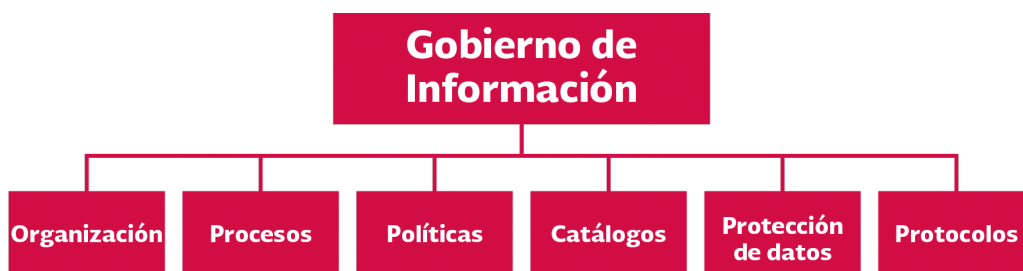 Gobierno de
Información
Organización
Procesos
Políticas
Catálogos
Protección
de datos
Protocolos